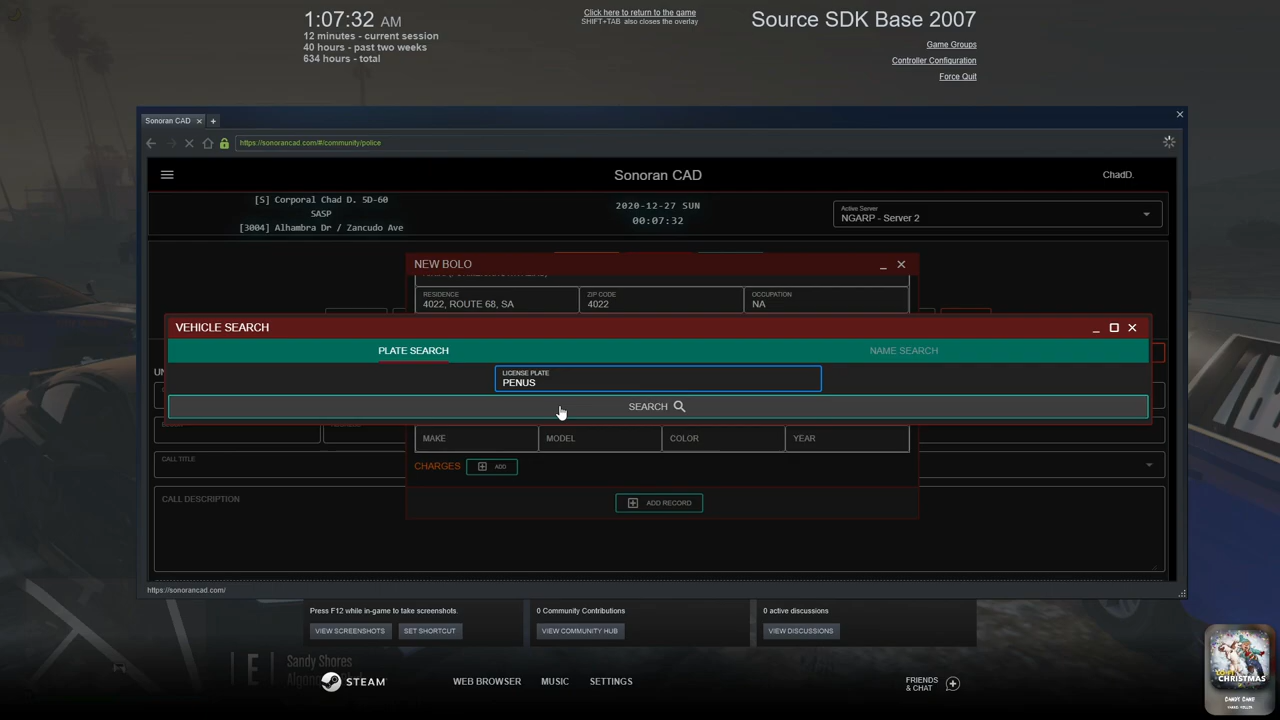 1:07:32 AM
12 minutes - current session
40 hours - past two weeks
634 hours - total
Click here to return to the game
SHIFT+TAB also closes the overlay
Source SDK Base 2007
Game Groups
Controller Configuration
Force Quit
Sonoran CAD
https://sonorancad.com/#/community/police
Sonoran CAD
ChadD.
[5] Corporal Chad D. 5D-60
SASP
[3004] Alhambra Dr / Zancudo Ave
2020-12-27 SUN
00:07:32
Active Server
NGARP - Server 2
NEW BOLO
RESIDENCE
4022, ROUTE 68, SA
ZIP CODE
4022
OCCUPATION
NA
VEHICLE SEARCH
PLATE SEARCH
NAME SEARCH
LICENSE PLATE
PENUS
SEARCH
MAKE
MODEL
COLOR
YEAR
CHARGES
ADD
CALL TITLE
CALL DESCRIPTION
ADD RECORD
https://sonorancad.com/
Press F12 while in-game to take screenshots.
VIEW SCREENSHOTS
SET SHORTCUT
0 Community Contributions
VIEW COMMUNITY HUB
0 active discussions
VIEW DISCUSSIONS
E
Sandy Shores
STEAM
WEB BROWSER
MUSIC
SETTINGS
FRIENDS
& CHAT
CHRISTMAS
CANDY CANE